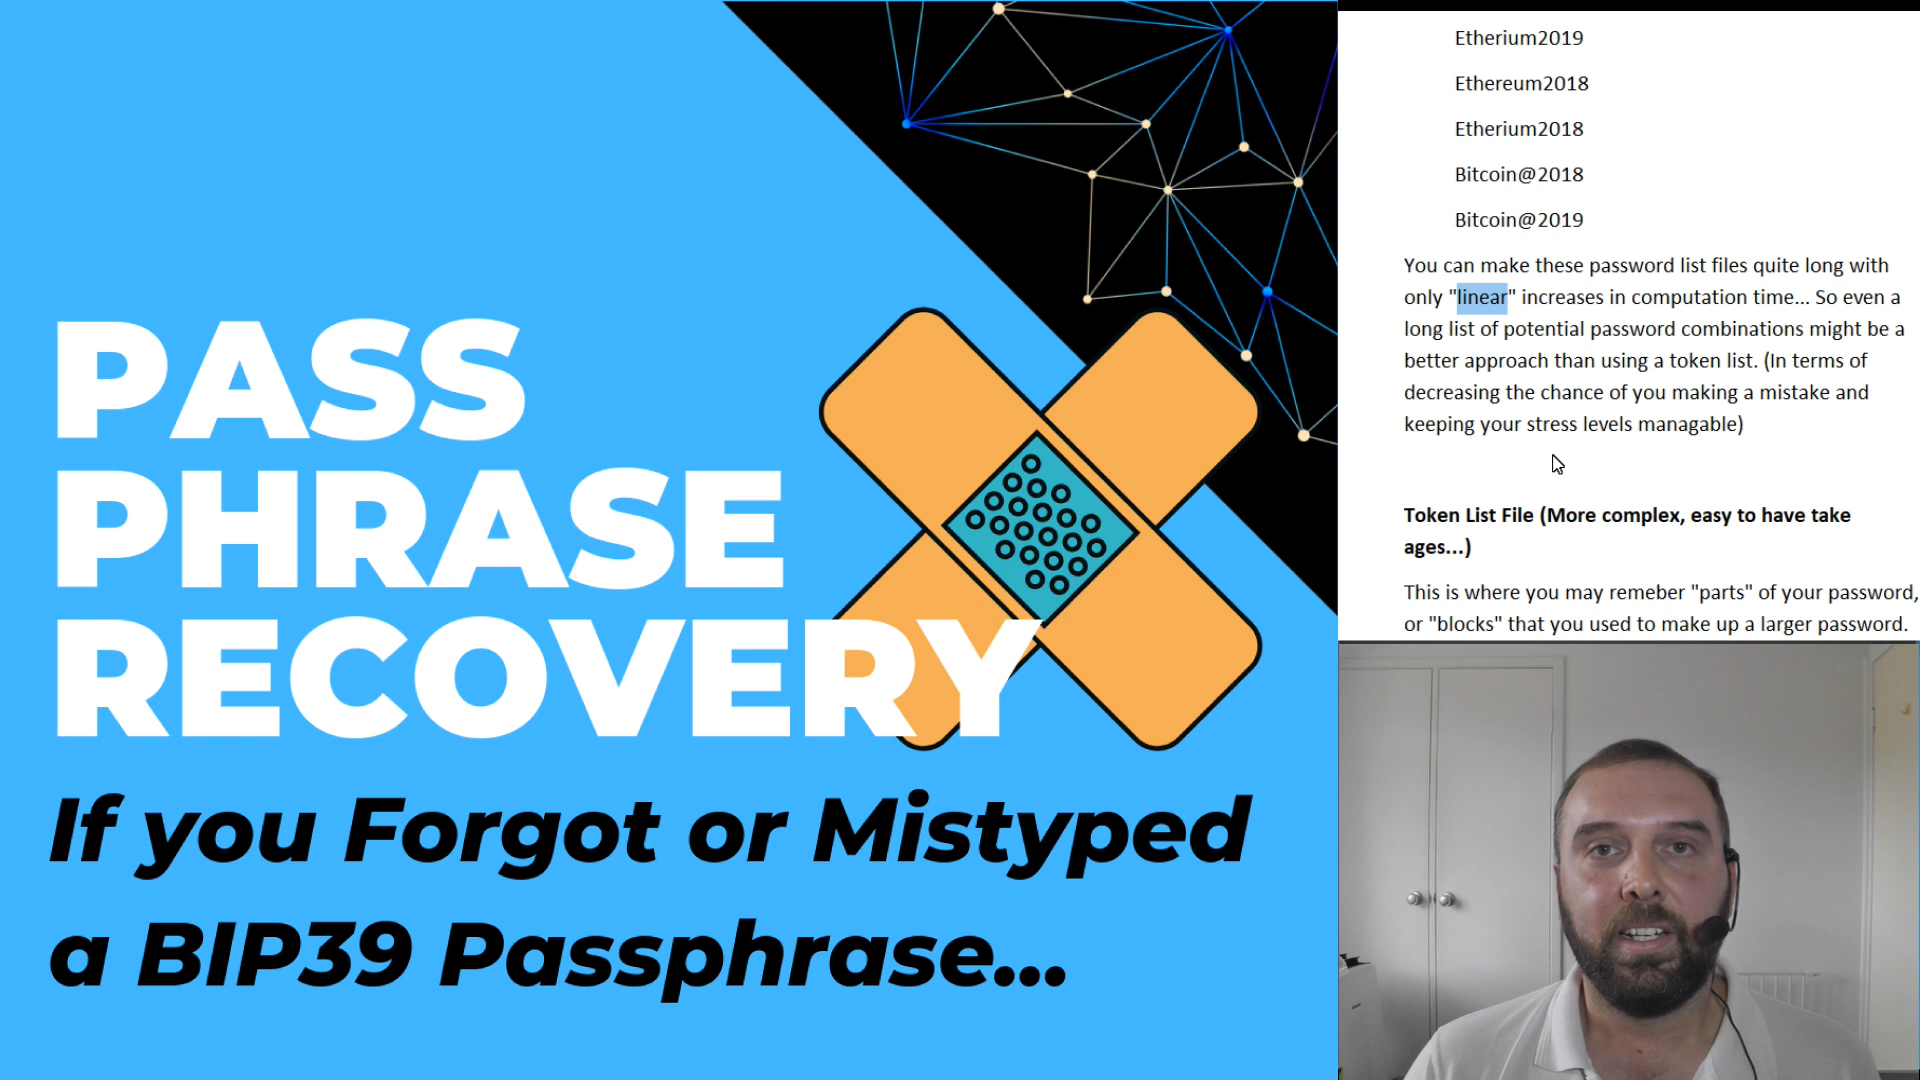 PASS
PHRASE
RECOVERY
If you Forgot or Mistyped
a BIP39 Passphrase...
Etherium2019
Ethereum2018
Etherium2018
Bitcoin@2018
Bitcoin@2019
You can make these password list files quite long with
only "linear" increases in computation time... So even a
long list of potential password combinations might be a
better approach than using a token list. (In terms of
decreasing the chance of you making a mistake and
keeping your stress levels managable)
Token List File (More complex, easy to have take
ages...)
This is where you may remeber "parts" of your password,
or "blocks" that you used to make up a larger password.